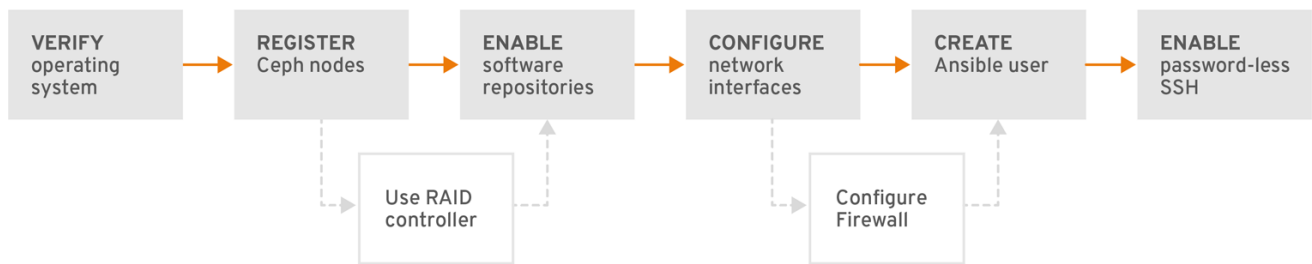 VERIFY
operating
system
REGISTER
Ceph nodes
ENABLE
software
repositories
CONFIGURE
network
interfaces
CREATE
Ansible user
ENABLE
password-less
SSH
Use RAID
controller
Configure
Firewall